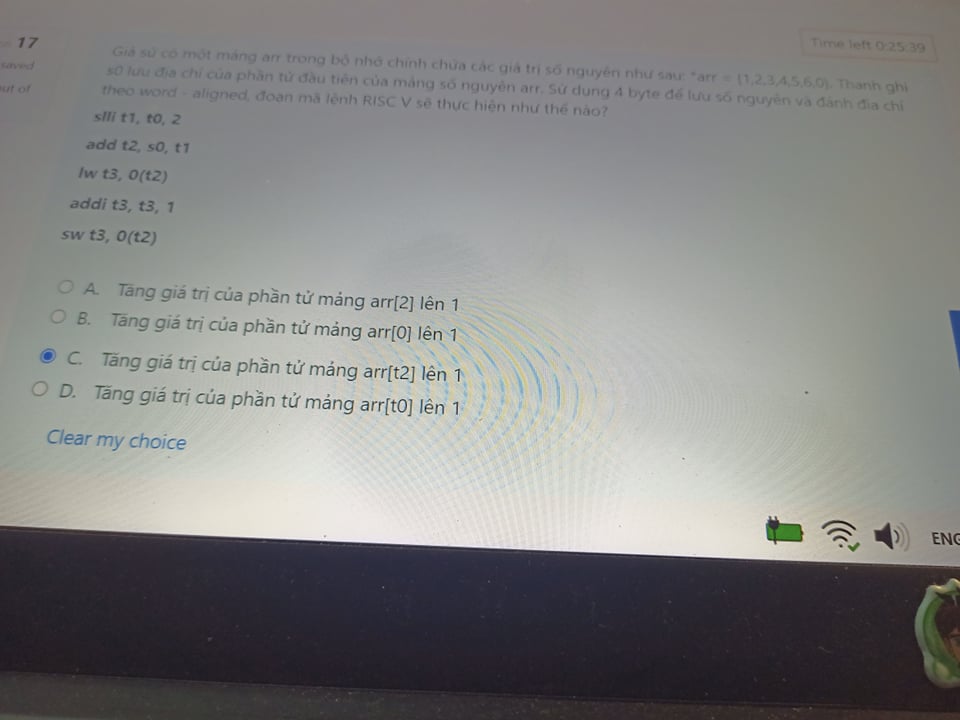 17
Time left 0:25:39
saved
out of
Giả sử có một mảng arr trong bộ nhớ chính chứa các giá trị số nguyên như sau: *arr = {1,2,3,4,5,6,0}. Thanh ghi
s0 lưu địa chỉ của phần tử đầu tiên của mảng số nguyên arr. Sử dụng 4 byte để lưu số nguyên và đánh địa chỉ
theo word - aligned, đoạn mã lệnh RISC V sẽ thực hiện như thế nào?
slli t1, t0, 2
add t2, s0, t1
lw t3, 0(t2)
addi t3, t3, 1
sw t3, 0(t2)
A. Tăng giá trị của phần tử mảng arr[2] lên 1
B. Tăng giá trị của phần tử mảng arr[0] lên 1
C. Tăng giá trị của phần tử mảng arr[t2] lên 1
D. Tăng giá trị của phần tử mảng arr[t0] lên 1
Clear my choice
ENG